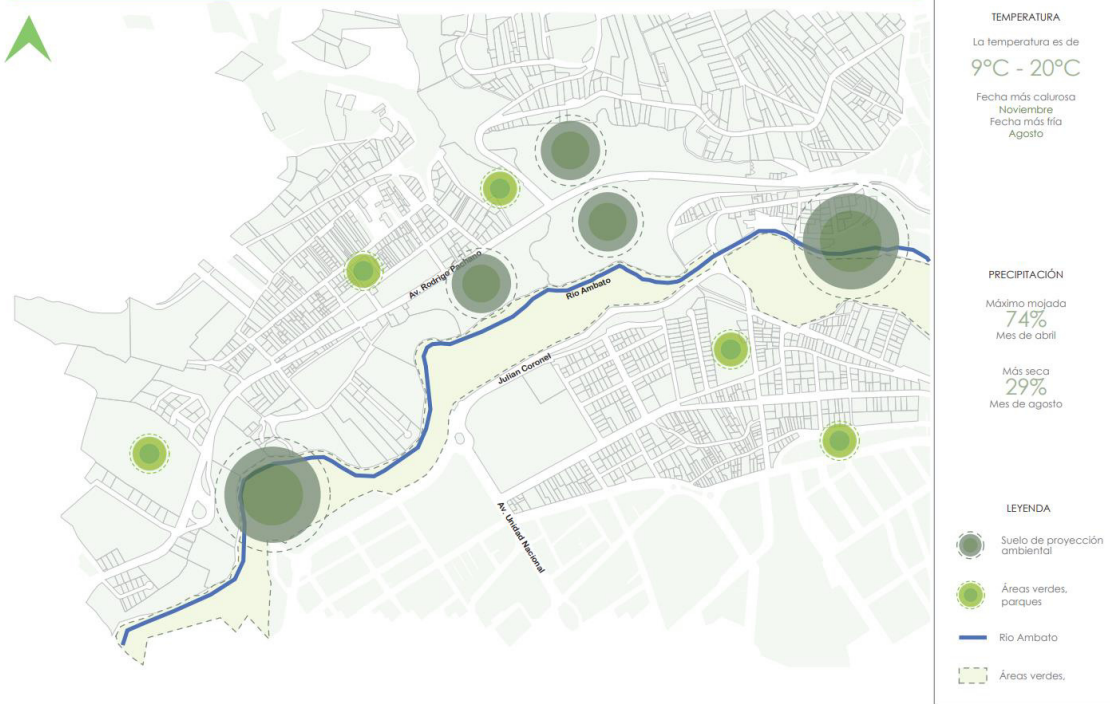 Av. Rodrigo Pachano
Río Ambato
Julian Coronel
Av. Unidad Nacional
TEMPERATURA
La temperatura es de
9°C - 20°C
Fecha más calurosa
Noviembre
Fecha más fría
Agosto
PRECIPITACIÓN
Máximo mojada
74%
Mes de abril
Más seca
29%
Mes de agosto
LEYENDA
Suelo de proyección
ambiental
Áreas verdes,
parques
Rio Ambato
Áreas verdes,